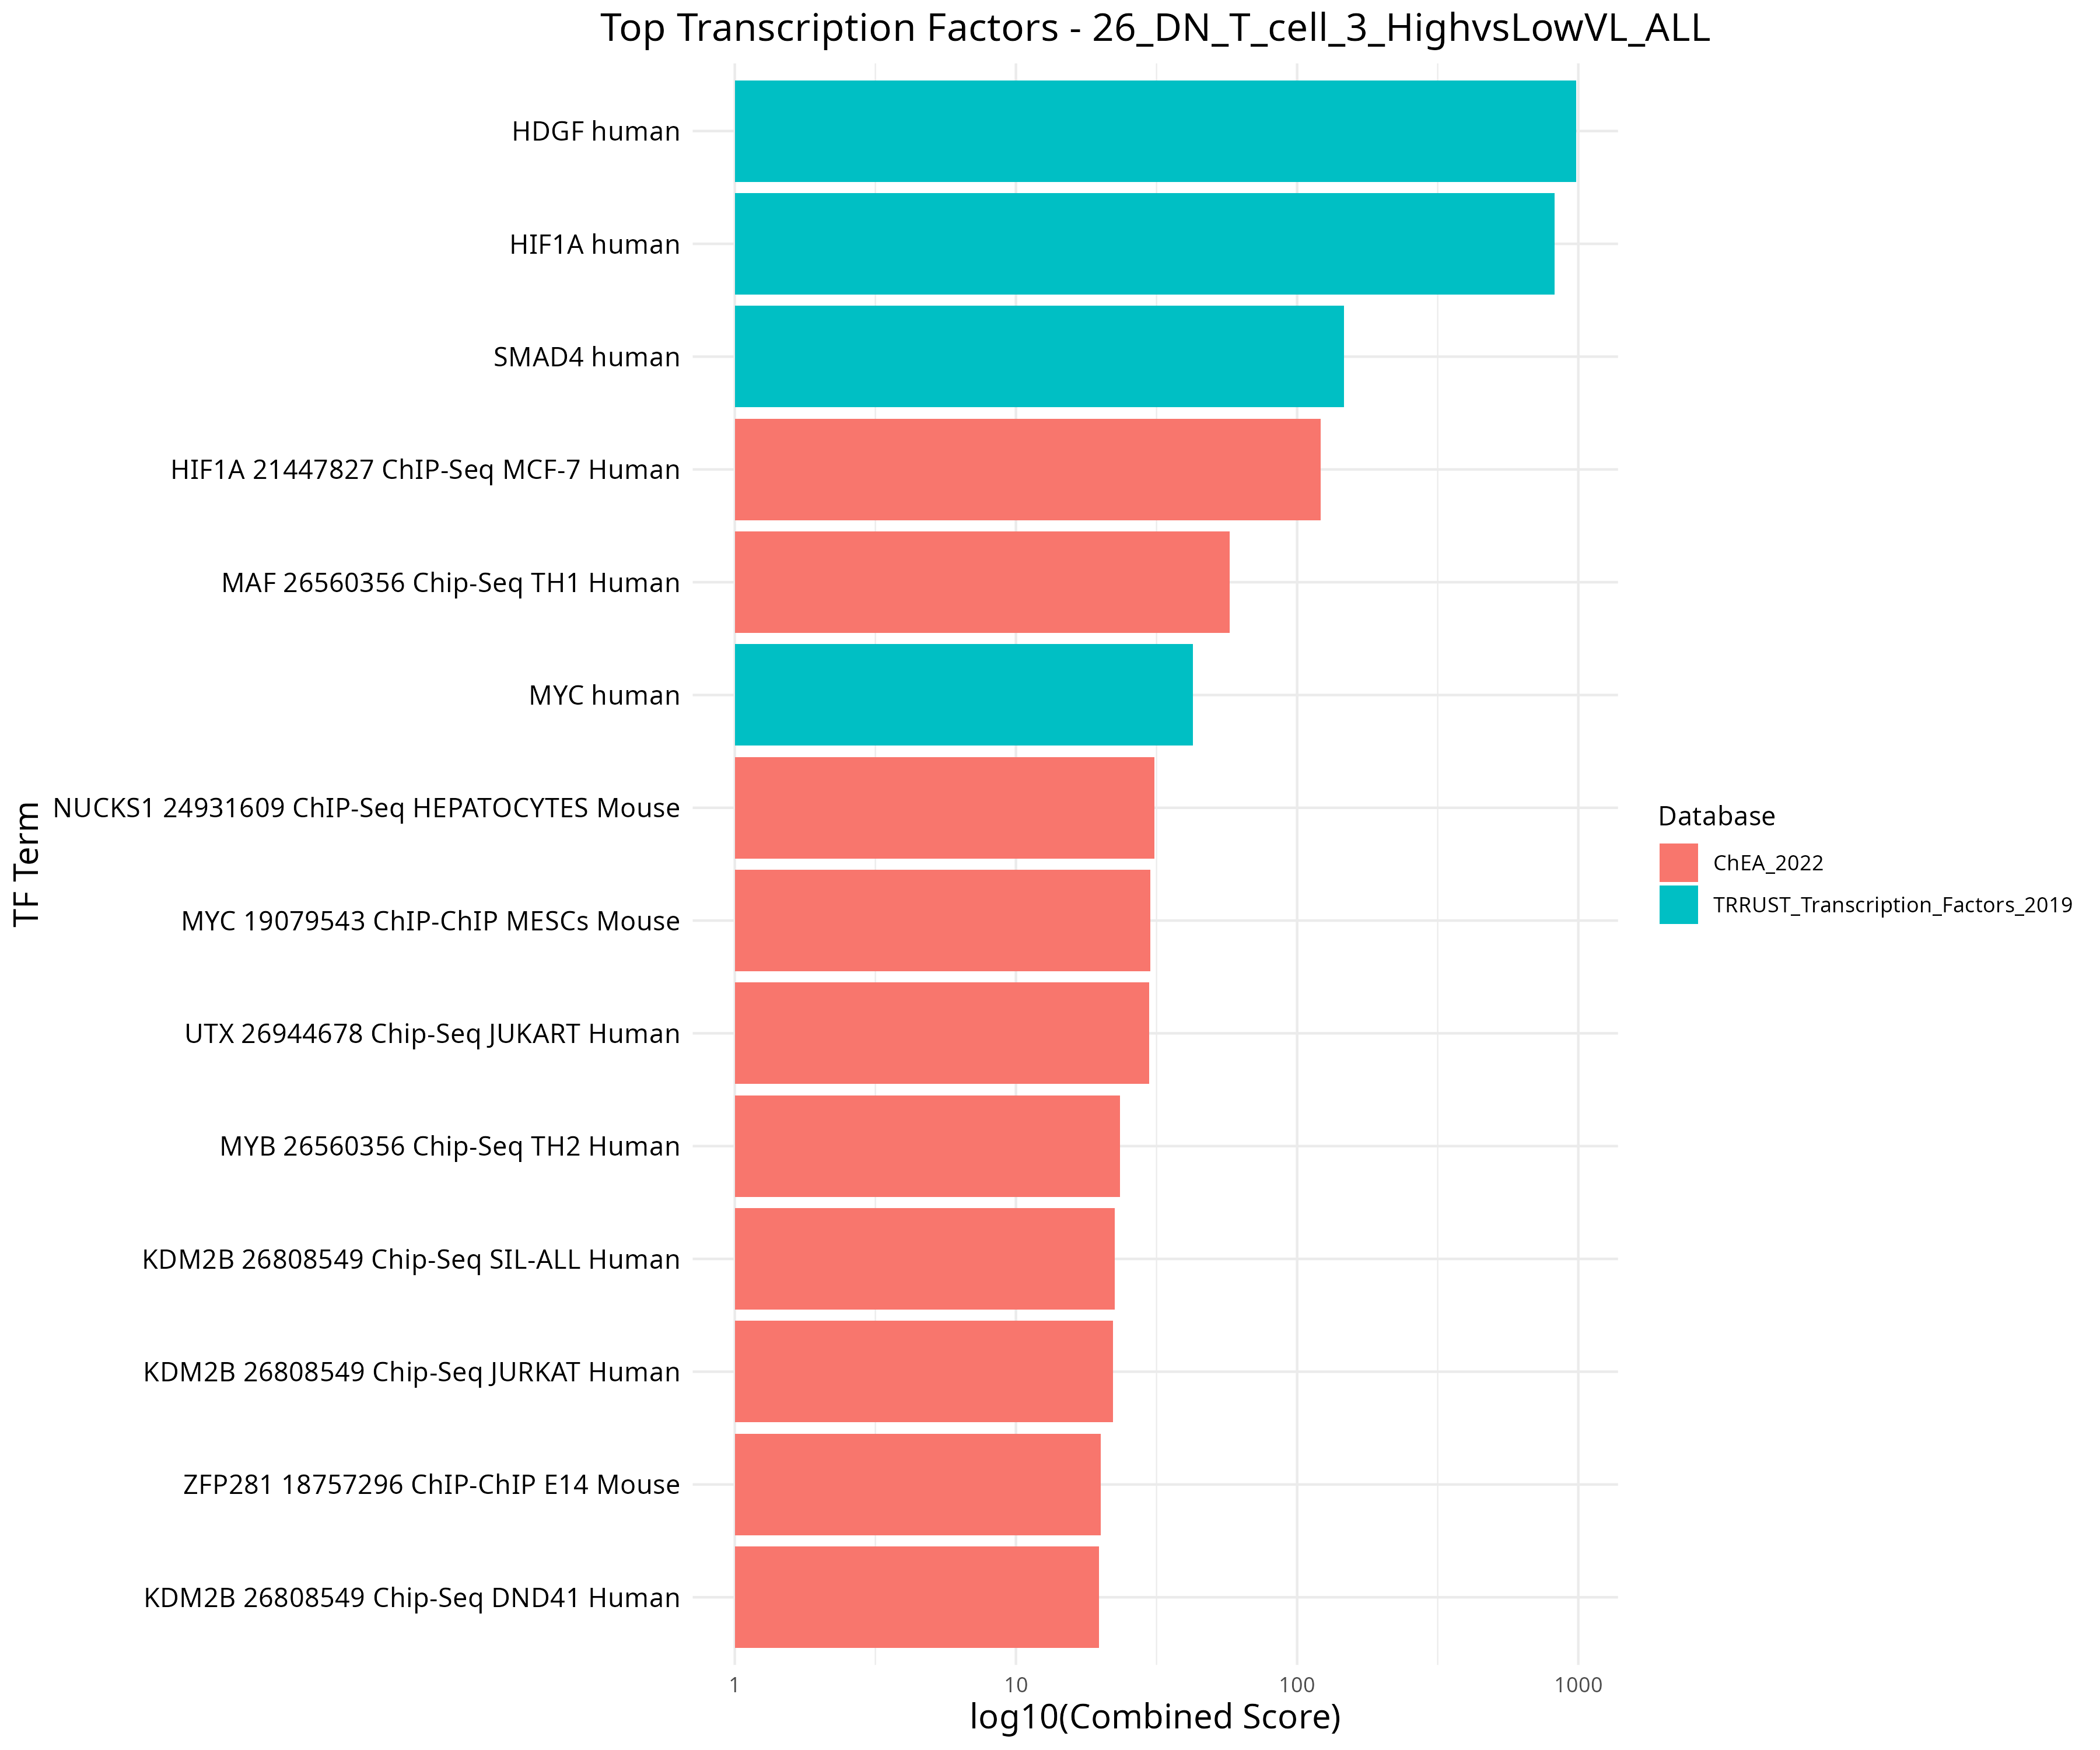 Top Transcription Factors - 26_DN_T_cell_3_HighvsLowVL_ALL
HDGF human
HIF1A human
SMAD4 human
HIF1A 21447827 ChIP-Seq MCF-7 Human
MAF 26560356 Chip-Seq TH1 Human
MYC human
NUCKS1 24931609 ChIP-Seq HEPATOCYTES Mouse
MYC 19079543 ChIP-ChIP MESCs Mouse
UTX 26944678 Chip-Seq JUKART Human
MYB 26560356 Chip-Seq TH2 Human
KDM2B 26808549 Chip-Seq SIL-ALL Human
KDM2B 26808549 Chip-Seq JURKAT Human
ZFP281 18757296 ChIP-ChIP E14 Mouse
KDM2B 26808549 Chip-Seq DND41 Human
TF Term
1 10 100 1000
log10(Combined Score)
Database
ChEA_2022
TRRUST_Transcription_Factors_2019